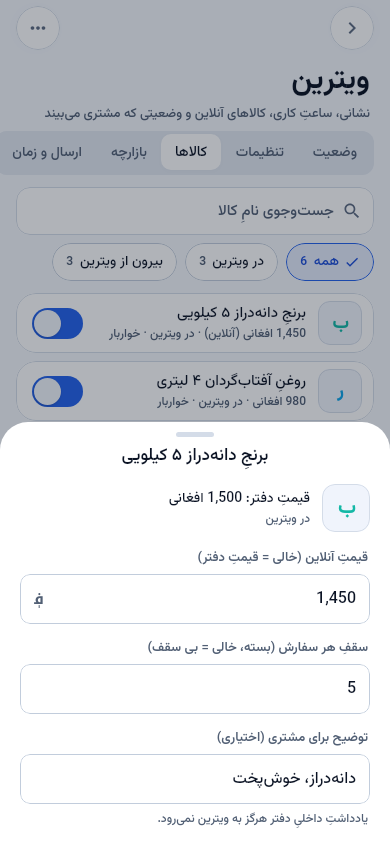 ویترین
نشانی، ساعتِ کاری، کالاهای آنلاین و وضعیتی که مشتری می‌بیند
وضعیت تنظیمات کالاها بازارچه ارسال و زمان
جست‌وجوی نامِ کالا
همه 6 در ویترین 3 بیرون از ویترین 3
ب
برنجِ دانه‌دراز ۵ کیلویی
1,450 افغانی (آنلاین) · در ویترین · خواربار
ر
روغنِ آفتاب‌گردان ۴ لیتری
980 افغانی · در ویترین · خواربار
برنجِ دانه‌دراز ۵ کیلویی
ب
قیمتِ دفتر: 1,500 افغانی
در ویترین
قیمتِ آنلاین (خالی = قیمتِ دفتر)
1,450 ؋
سقفِ هر سفارش (بسته، خالی = بی سقف)
5
توضیح برای مشتری (اختیاری)
دانه‌دراز، خوش‌پخت
یادداشتِ داخلیِ دفتر هرگز به ویترین نمی‌رود.